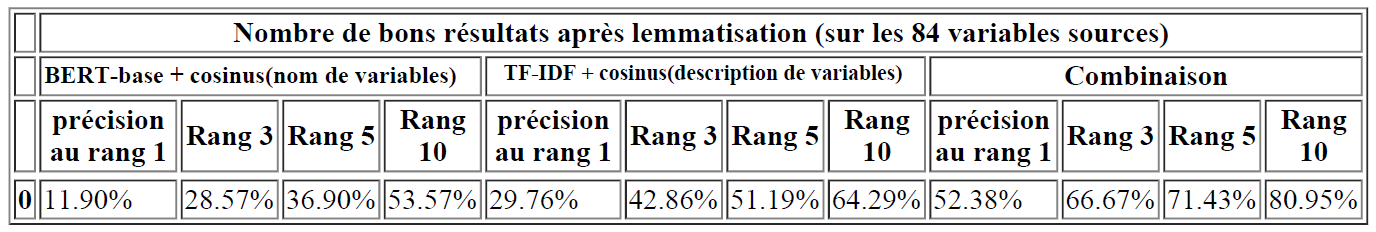 Nombre de bons résultats après lemmatisation (sur les 84 variables sources)
BERT-base + cosinus(nom de variables) TF-IDF + cosinus(description de variables) Combinaison
précision au rang 1 Rang 3 Rang 5 Rang 10 précision au rang 1 Rang 3 Rang 5 Rang 10 précision au rang 1 Rang 3 Rang 5 Rang 10
0 11.90% 28.57% 36.90% 53.57% 29.76% 42.86% 51.19% 64.29% 52.38% 66.67% 71.43% 80.95%